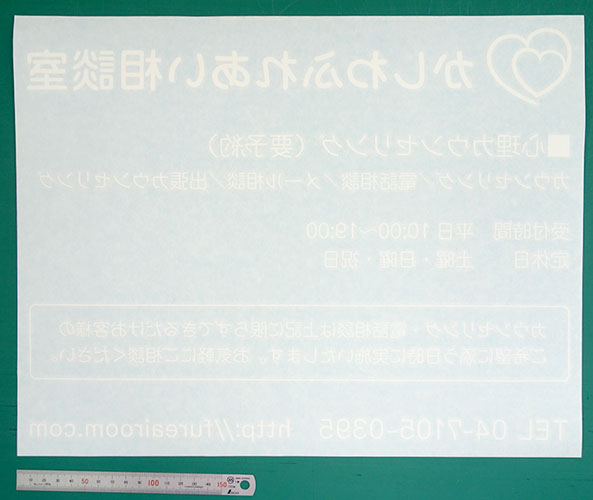 かしわふれあい相談室
■心理カウンセリング（要予約）
カウンセリング／電話相談／メール相談／出張カウンセリング
受付時間 平日 10:00～19:00
定休日 土曜・日曜・祝日
カウンセリング・電話相談は上記に限らずできるだけお客様の
ご希望に添う日時に実施いたします。お気軽にご相談ください。
TEL 04-7105-0395 http://fureairoom.com
50 100 150